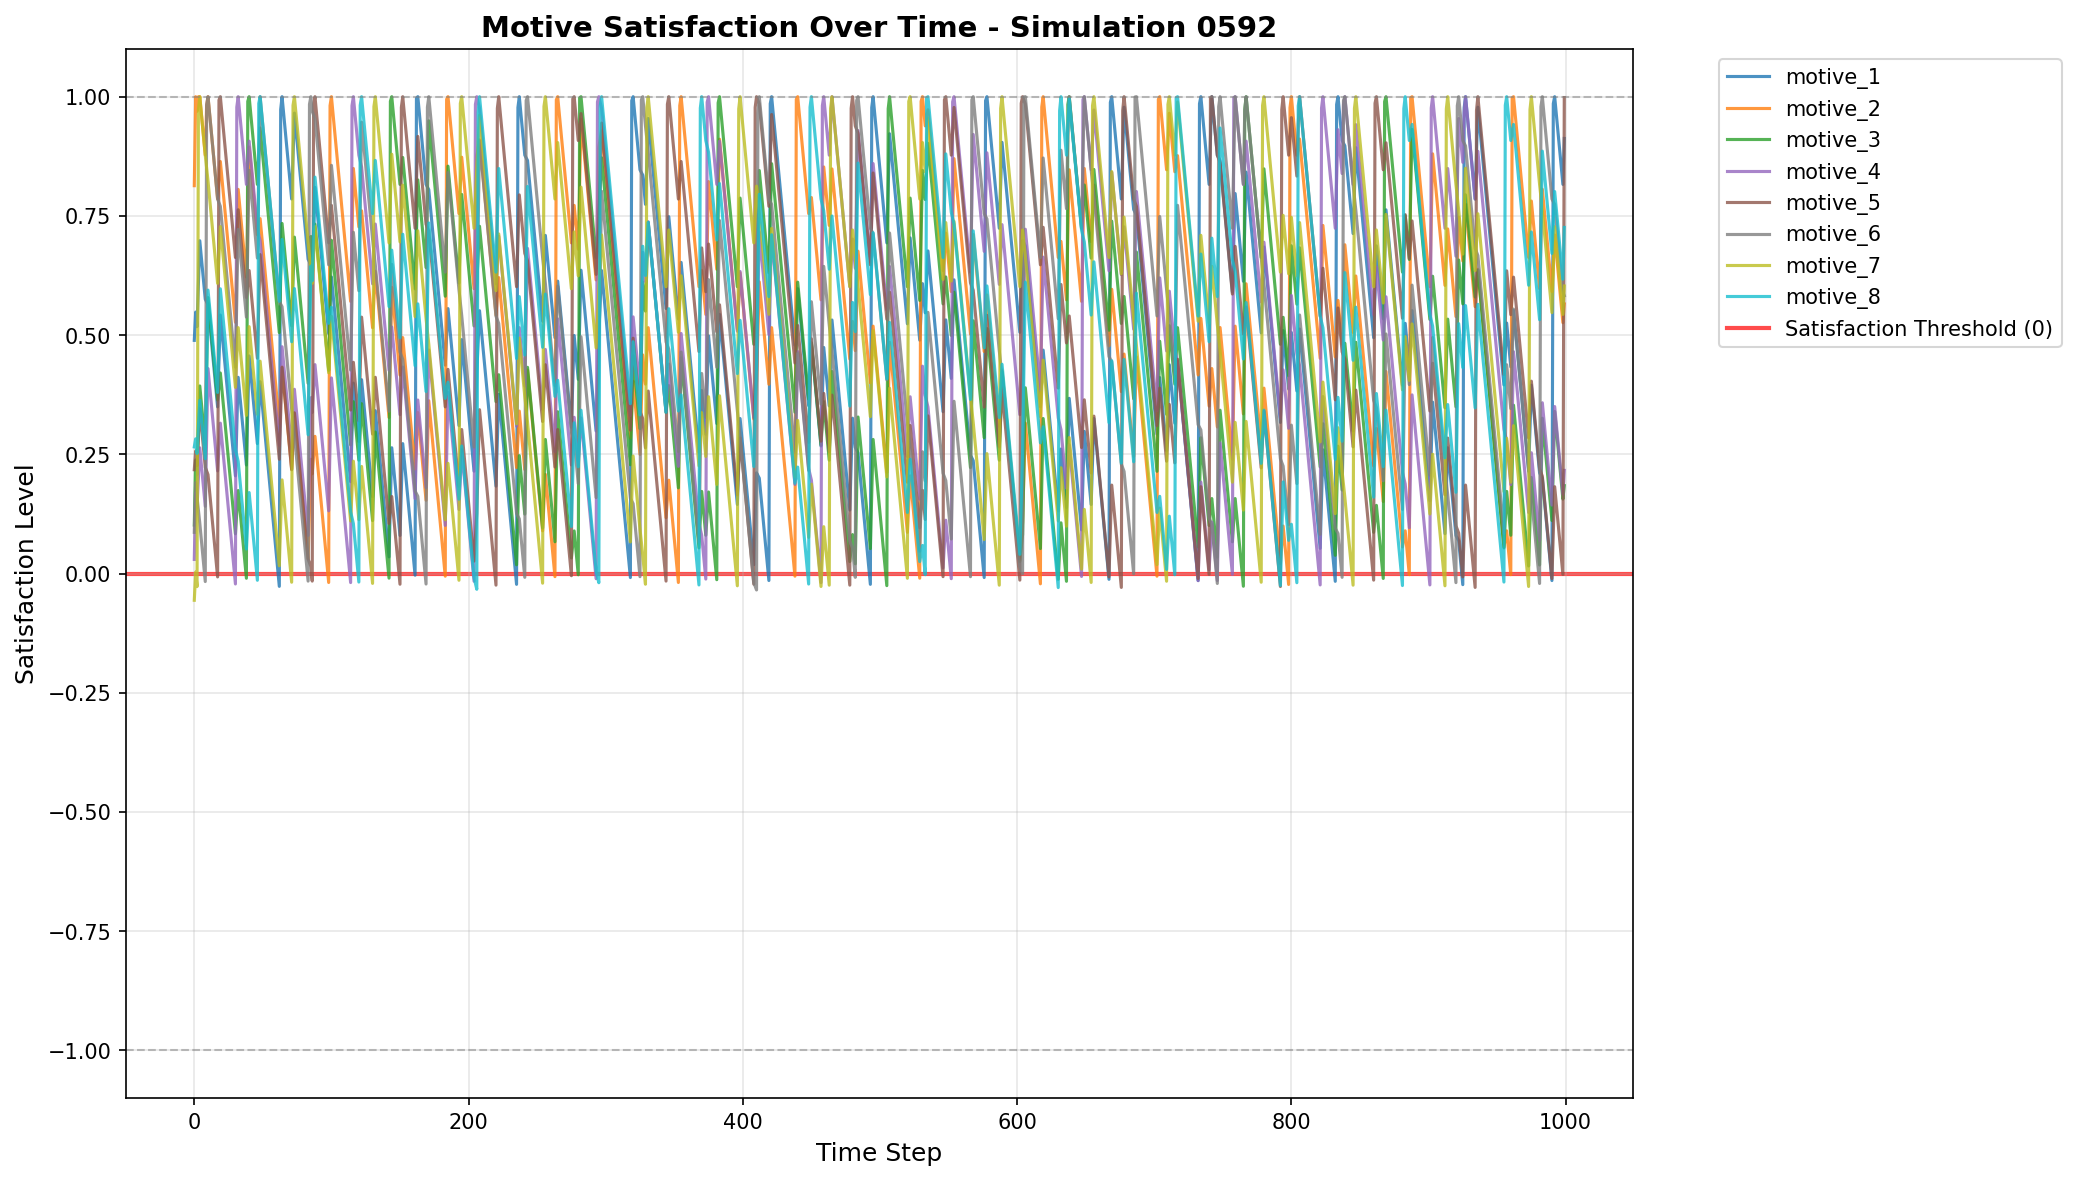 Motive Satisfaction Over Time - Simulation 0592
1.00
0.75
0.50
0.25
0.00
−0.25
−0.50
−0.75
−1.00
Satisfaction Level
0
200
400
600
800
1000
Time Step
motive_1
motive_2
motive_3
motive_4
motive_5
motive_6
motive_7
motive_8
Satisfaction Threshold (0)